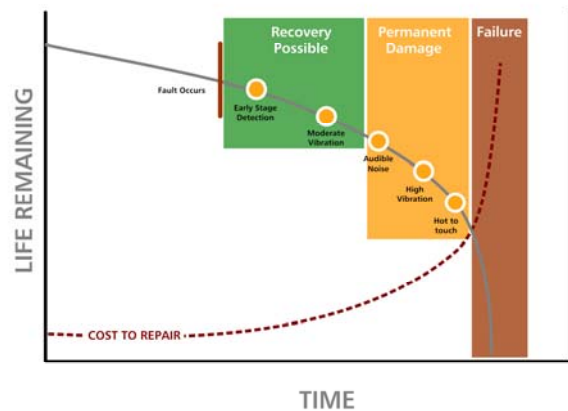 Recovery
Possible
Permanent
Damage
Failure
Fault Occurs
Early Stage
Detection
Moderate
Vibration
Audible
Noise
High
Vibration
Hot to
touch
LIFE REMAINING
COST TO REPAIR
TIME